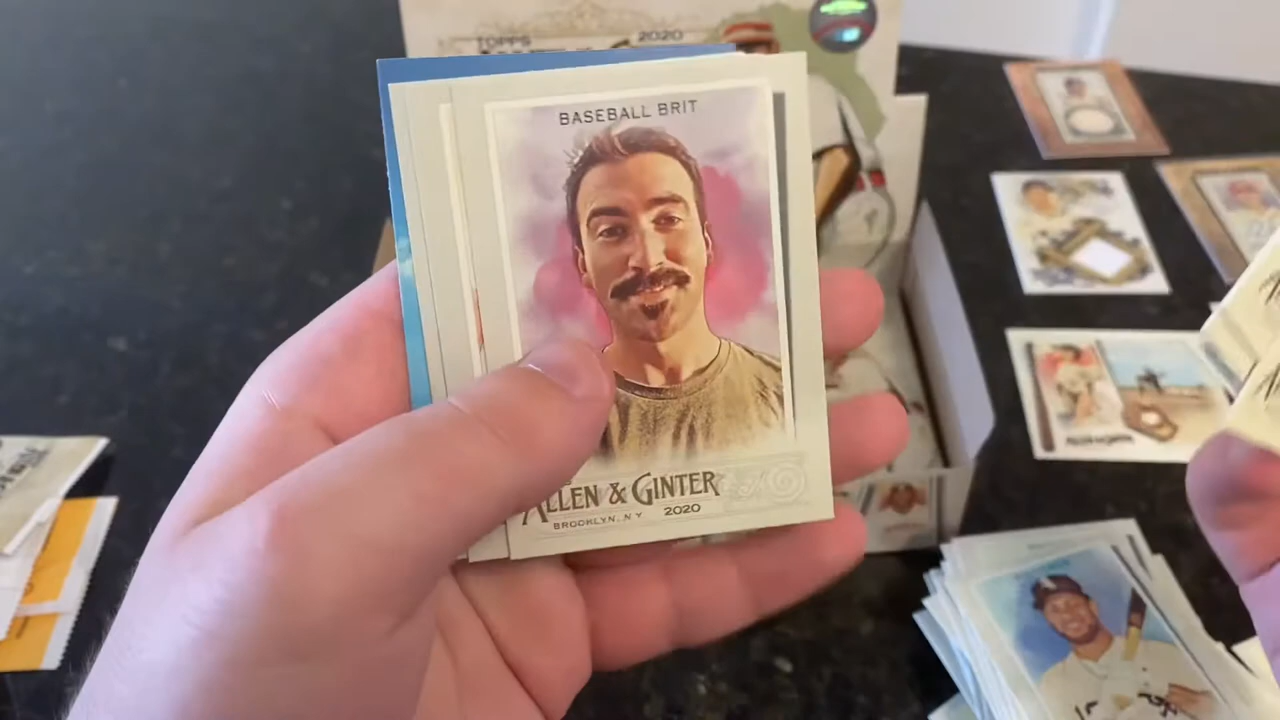 TOPPS 2020
BASEBALL BRIT
ALLEN & GINTER
BROOKLYN, N.Y 2020